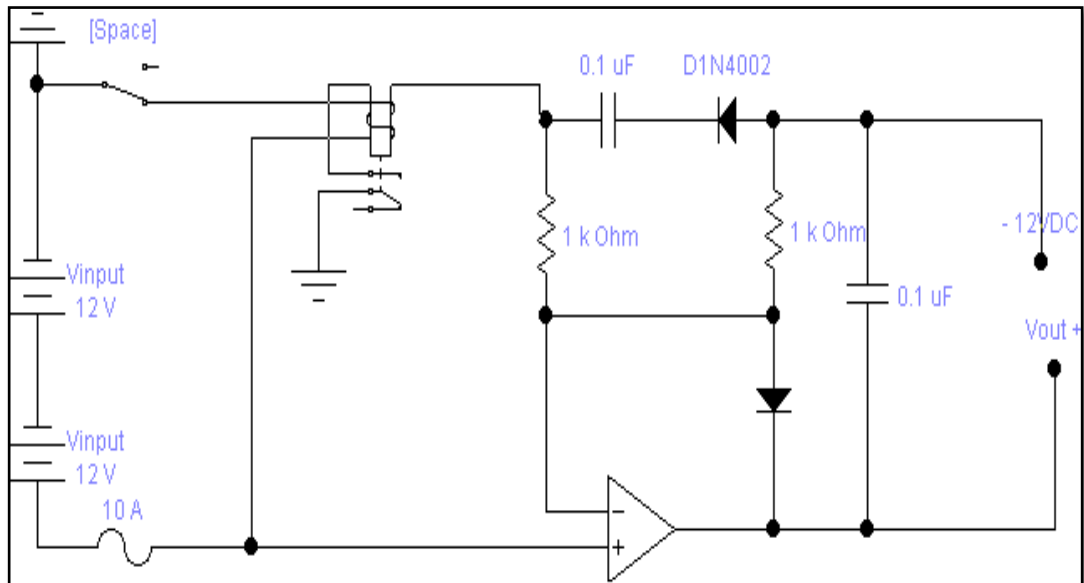 [Space]
0.1 uF
D1N4002
1 k Ohm
1 k Ohm
- 12VDC
Vinput
12 V
0.1 uF
Vout +
Vinput
12 V
10 A
−
+